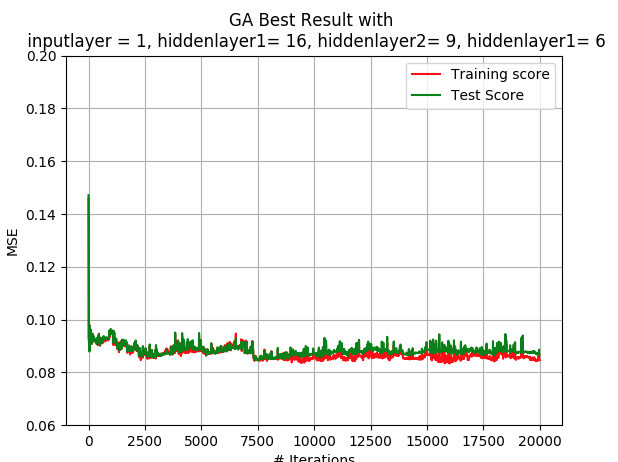 GA Best Result with
inputlayer = 1, hiddenlayer1= 16, hiddenlayer2= 9, hiddenlayer1= 6
0.20
0.18
0.16
0.14
0.12
0.10
0.08
0.06
MSE
Training score
Test Score
0 2500 5000 7500 10000 12500 15000 17500 20000
# Iterations